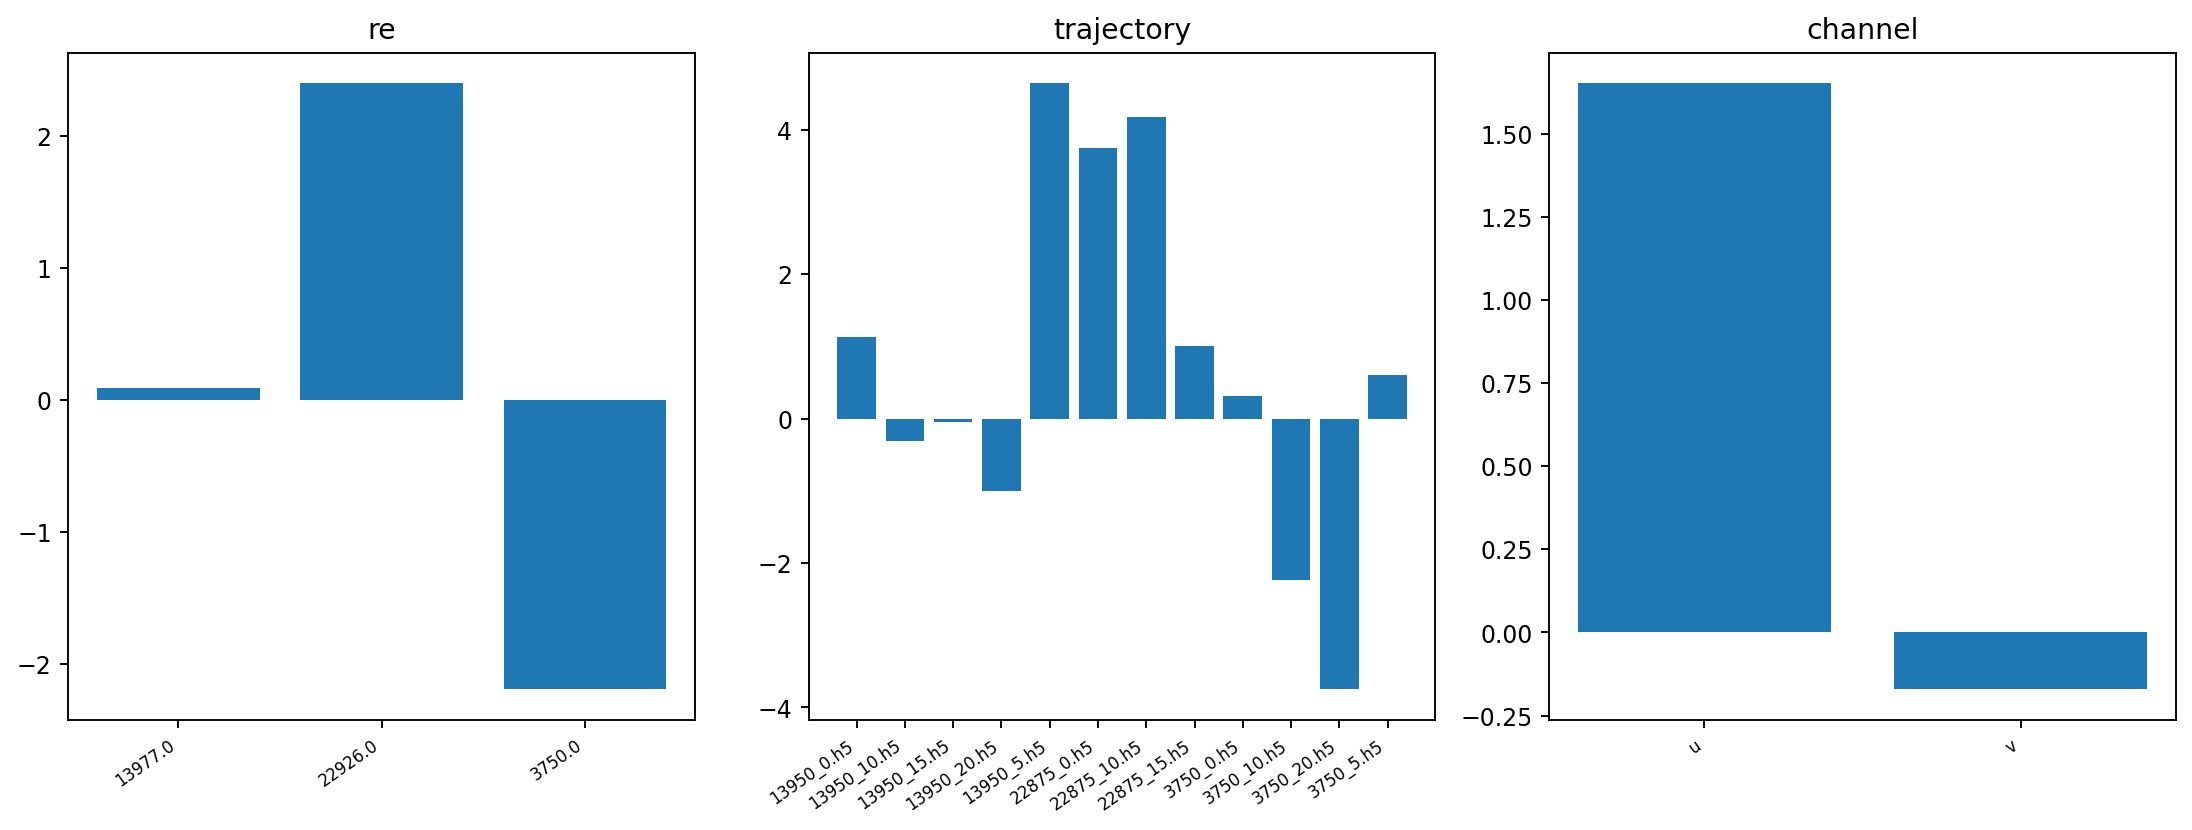 re
2
1
0
−1
−2
13977.0
22926.0
3750.0
trajectory
4
2
0
−2
−4
13950_0.h5
13950_10.h5
13950_15.h5
13950_20.h5
13950_5.h5
22875_0.h5
22875_10.h5
22875_15.h5
3750_0.h5
3750_10.h5
3750_20.h5
3750_5.h5
channel
1.50
1.25
1.00
0.75
0.50
0.25
0.00
−0.25
u
v